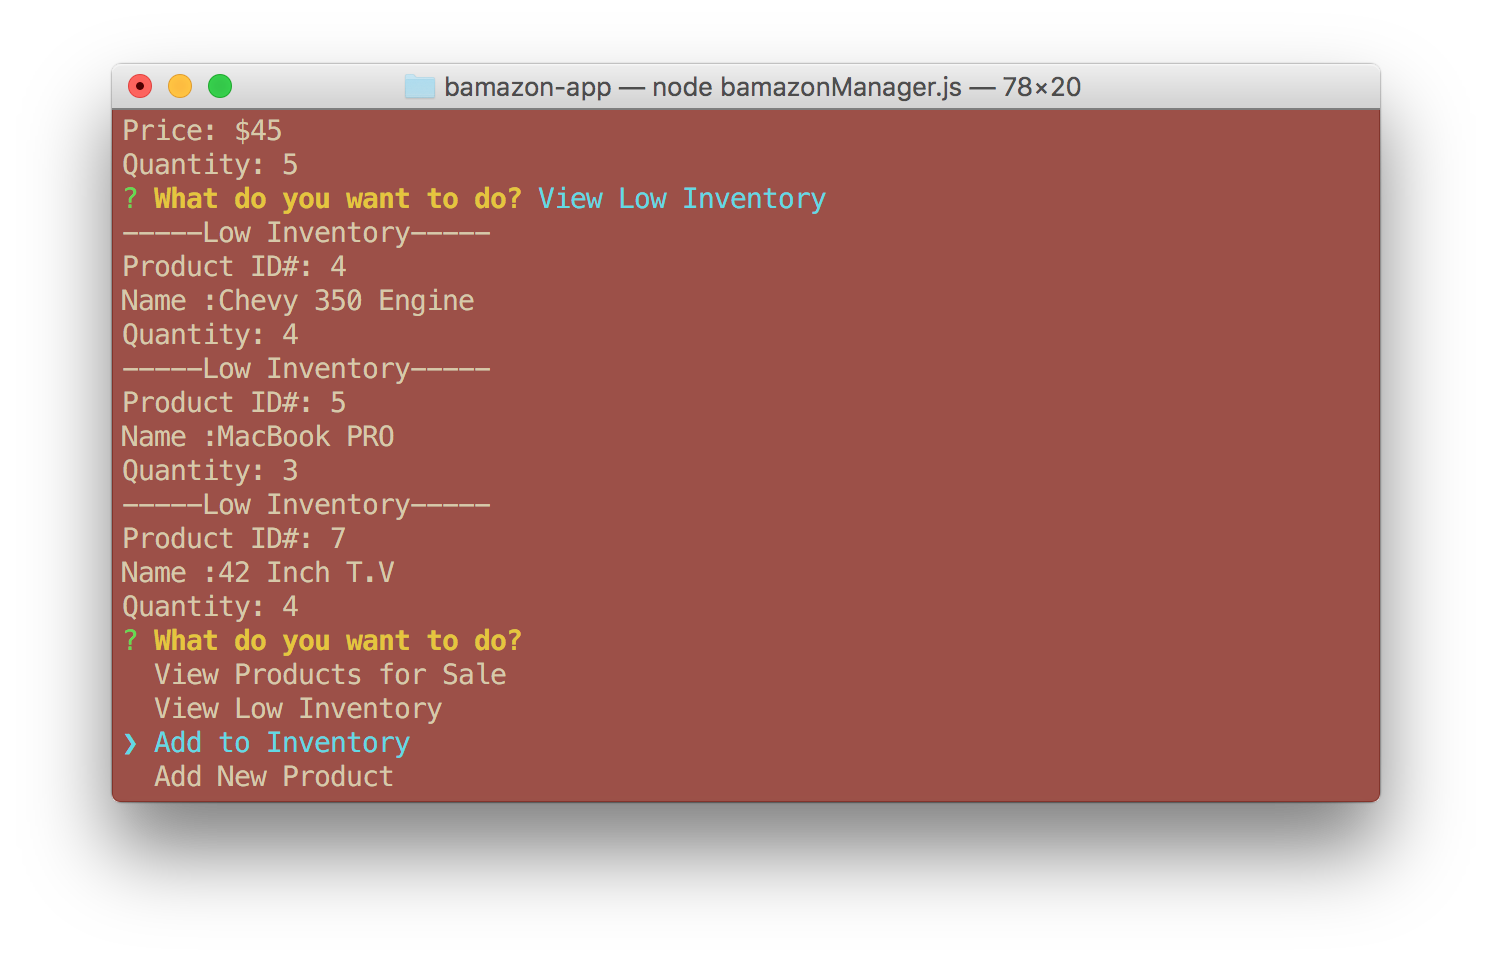 bamazon-app — node bamazonManager.js — 78×20
Price: $45
Quantity: 5
? What do you want to do? View Low Inventory
-----Low Inventory-----
Product ID#: 4
Name :Chevy 350 Engine
Quantity: 4
-----Low Inventory-----
Product ID#: 5
Name :MacBook PRO
Quantity: 3
-----Low Inventory-----
Product ID#: 7
Name :42 Inch T.V
Quantity: 4
? What do you want to do?
View Products for Sale
View Low Inventory
❯ Add to Inventory
Add New Product